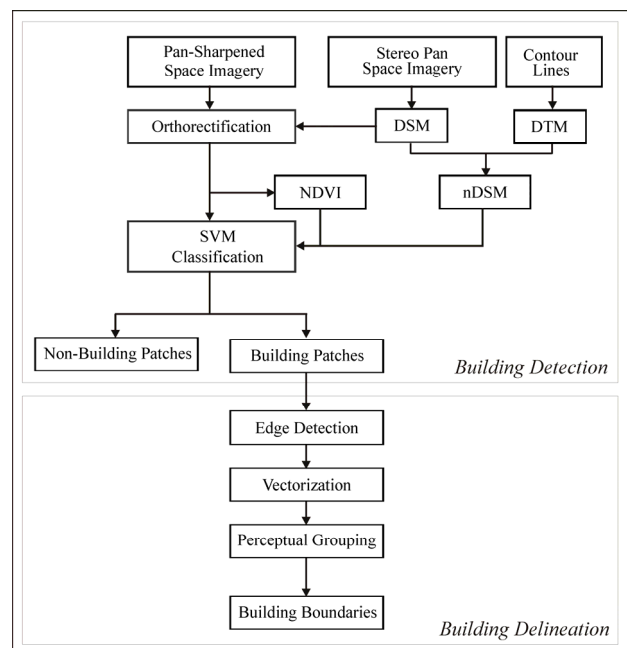 Pan-Sharpened
Space Imagery
Stereo Pan
Space Imagery
Contour
Lines
Orthorectification
DSM
DTM
NDVI
nDSM
SVM
Classification
Non-Building Patches
Building Patches
Building Detection
Edge Detection
Vectorization
Perceptual Grouping
Building Boundaries
Building Delineation